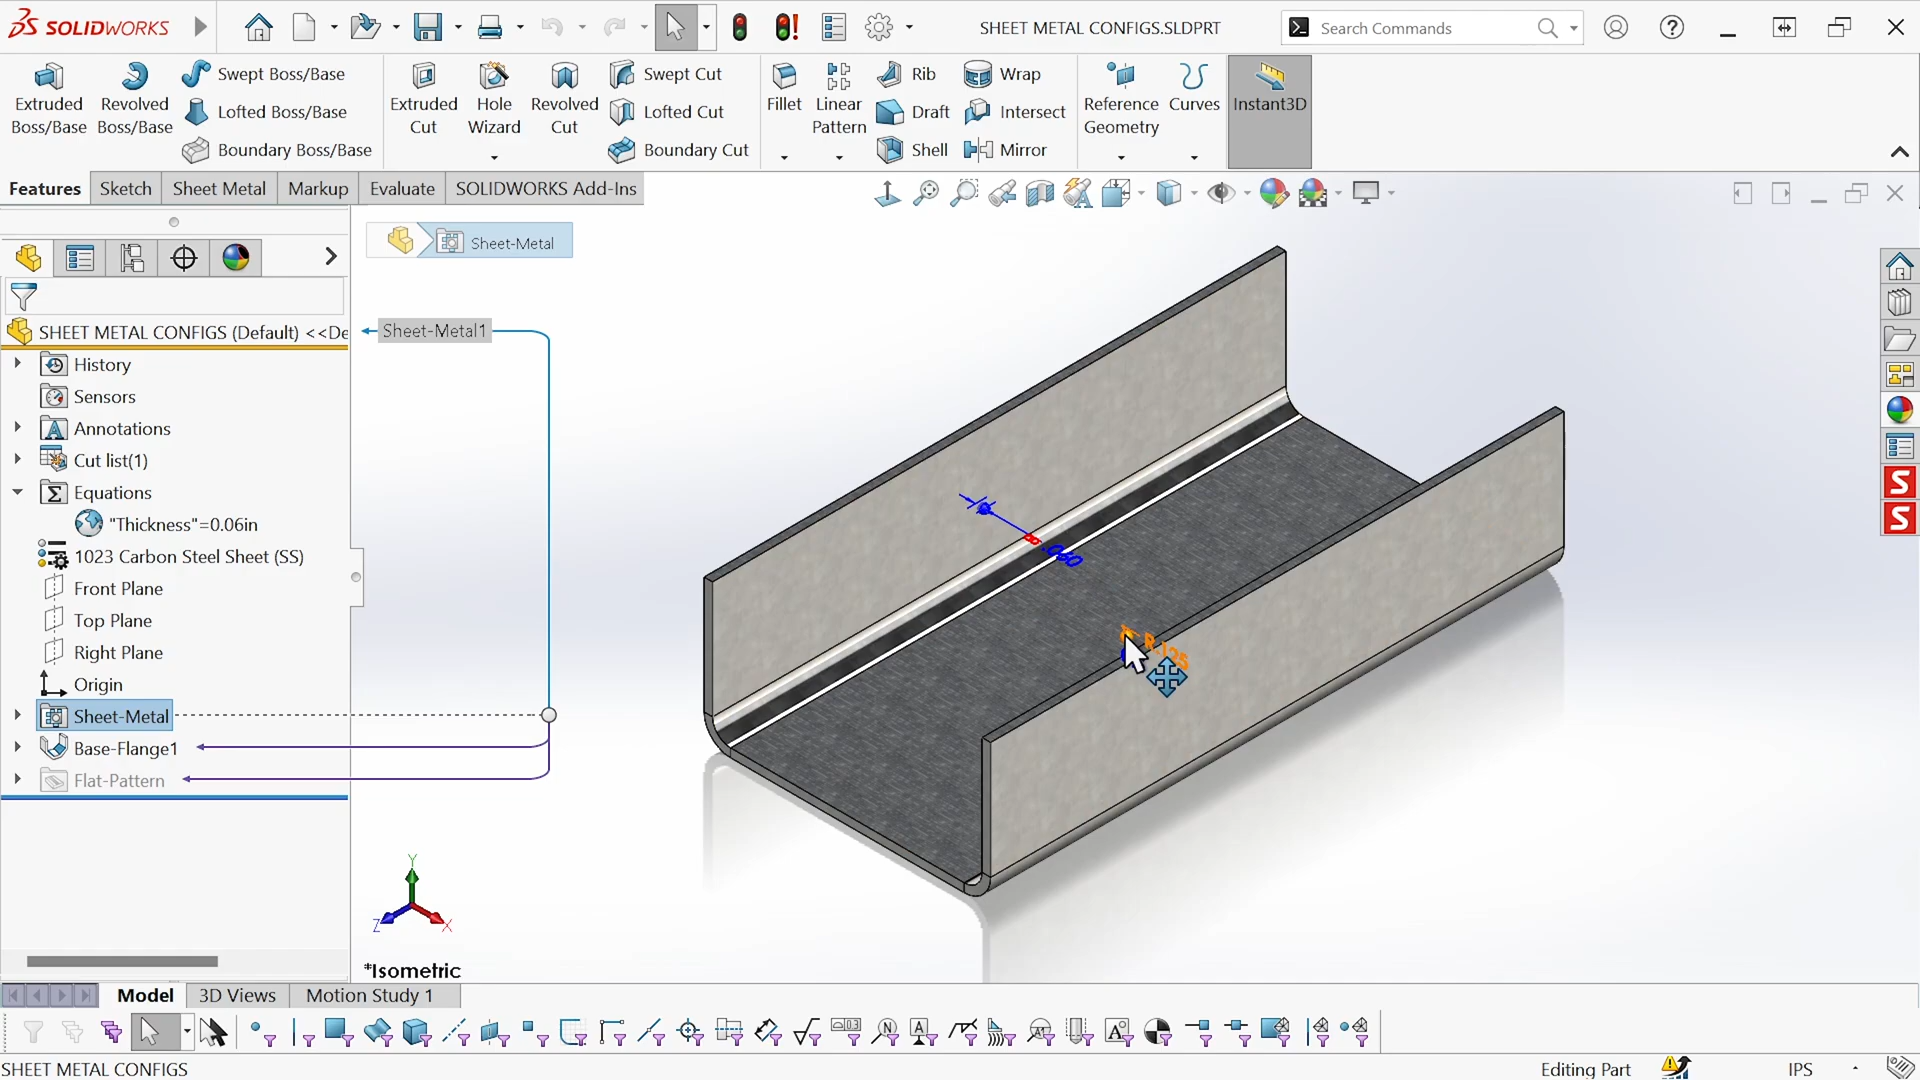 SOLIDWORKS
SHEET METAL CONFIGS.SLDPRT
Search Commands
Extruded Boss/Base
Revolved Boss/Base
Swept Boss/Base
Lofted Boss/Base
Boundary Boss/Base
Extruded Cut
Hole Wizard
Revolved Cut
Swept Cut
Lofted Cut
Boundary Cut
Fillet
Linear Pattern
Rib
Draft
Shell
Wrap
Intersect
Mirror
Reference Geometry
Curves
Instant3D
Features
Sketch
Sheet Metal
Markup
Evaluate
SOLIDWORKS Add-Ins
Sheet-Metal
SHEET METAL CONFIGS (Default) <<De
Sheet-Metal1
History
Sensors
Annotations
Cut list(1)
Equations
"Thickness"=0.06in
1023 Carbon Steel Sheet (SS)
Front Plane
Top Plane
Right Plane
Origin
Sheet-Metal
Base-Flange1
Flat-Pattern
.060
R.125
Y
Z
X
*Isometric
Model
3D Views
Motion Study 1
SHEET METAL CONFIGS
Editing Part
IPS